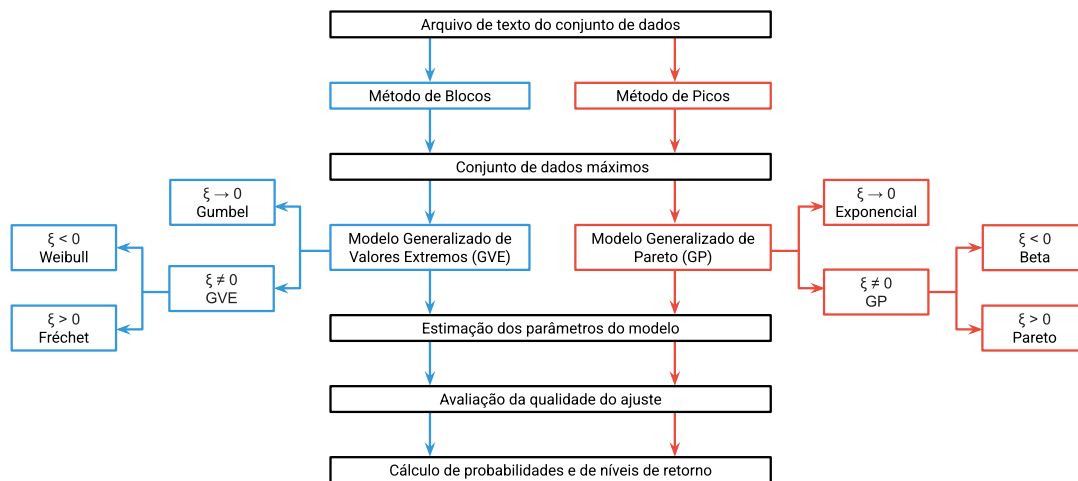 Arquivo de texto do conjunto de dados
Método de Blocos
Método de Picos
Conjunto de dados máximos
ξ → 0
Gumbel
ξ → 0
Exponencial
ξ < 0
Weibull
Modelo Generalizado de
Valores Extremos (GVE)
Modelo Generalizado de
Pareto (GP)
ξ < 0
Beta
ξ ≠ 0
GVE
ξ ≠ 0
GP
ξ > 0
Fréchet
ξ > 0
Pareto
Estimação dos parâmetros do modelo
Avaliação da qualidade do ajuste
Cálculo de probabilidades e de níveis de retorno